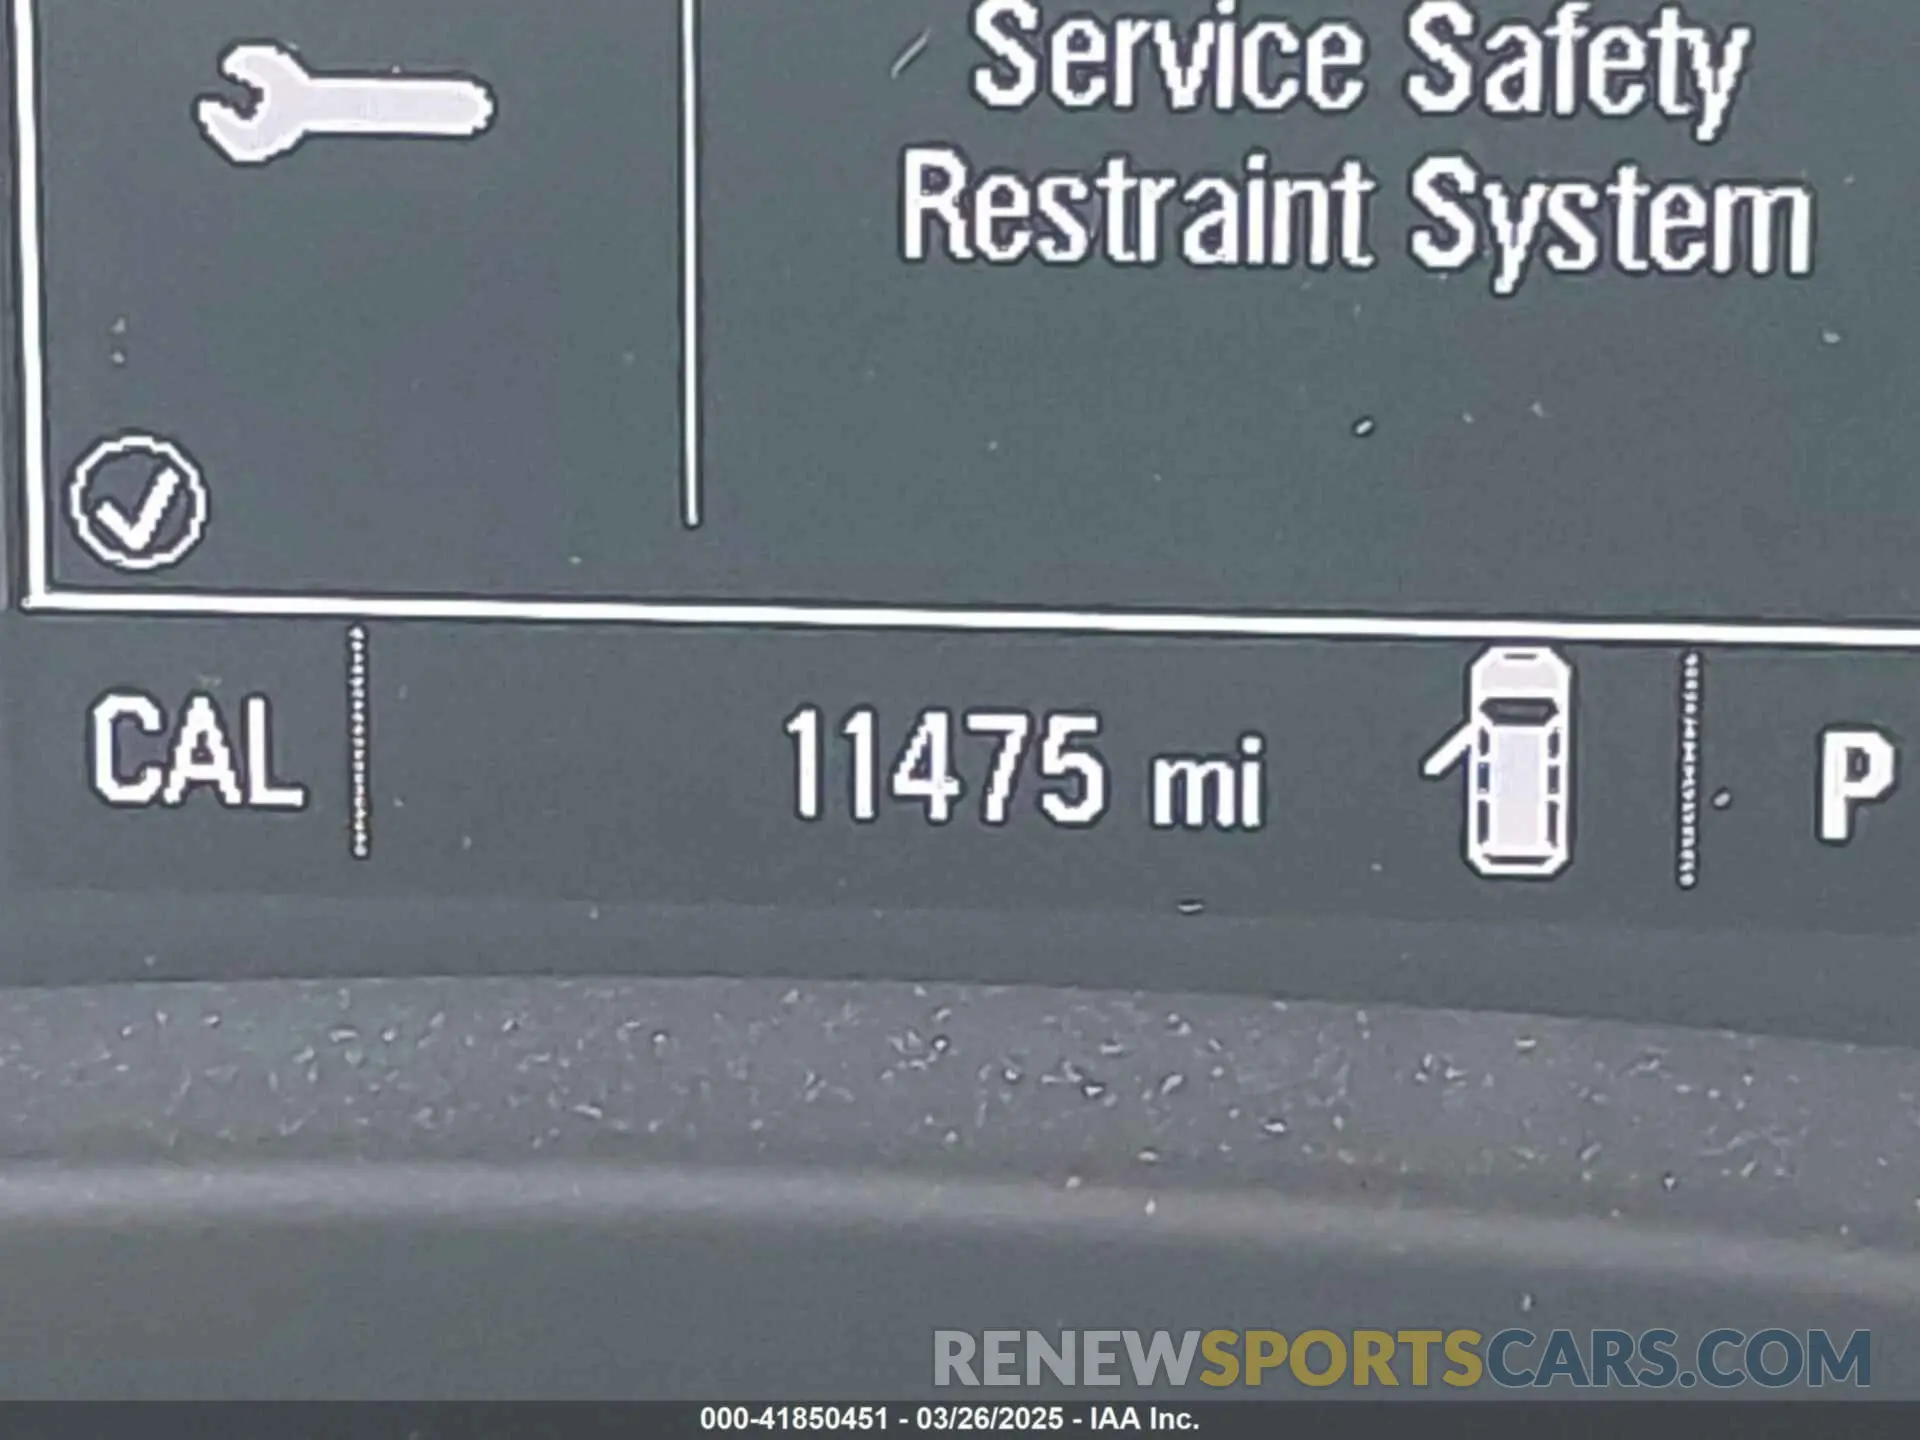 Service Safety
Restraint System
CAL
11475 mi
P
RENEWSPORTSCARS.COM
000-41850451 - 03/26/2025 - IAA Inc.